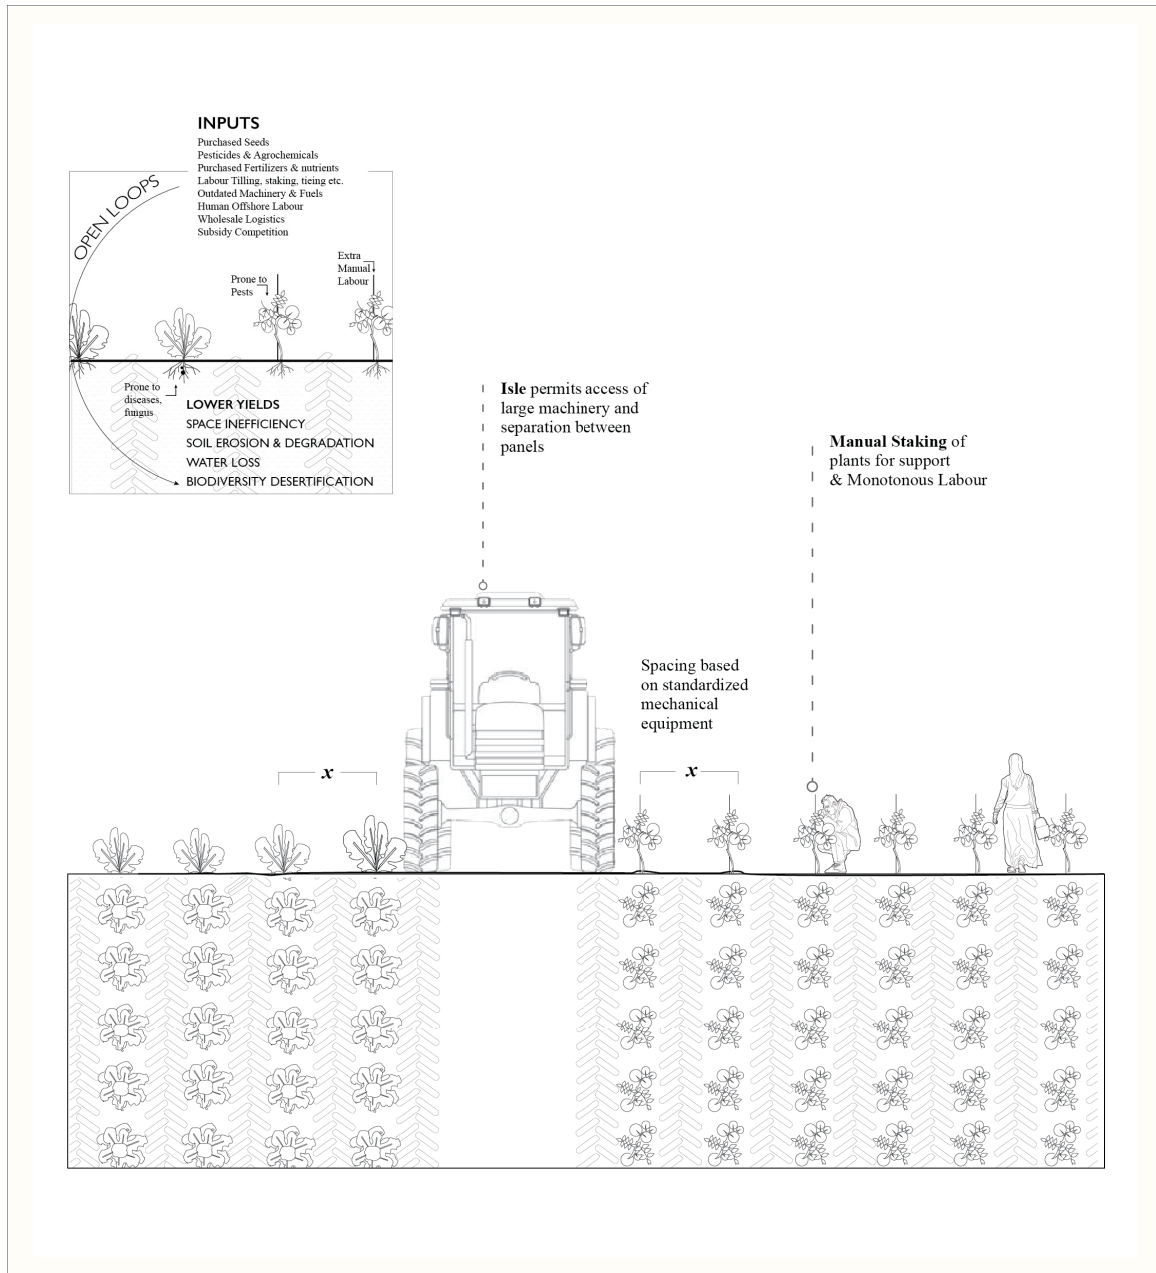 INPUTS
Purchased Seeds
Pesticides & Agrochemicals
Purchased Fertilizers & nutrients
Labour Tilling, staking, tieing etc.
Outdated Machinery & Fuels
Human Offshore Labour
Wholesale Logistics
Subsidy Competition
OPEN LOOPS
Prone to
Pests
Extra
Manual
Labour
Prone to
diseases,
fungus
LOWER YIELDS
SPACE INEFFICIENCY
SOIL EROSION & DEGRADATION
WATER LOSS
BIODIVERSITY DESERTIFICATION
Isle permits access of
large machinery and
separation between
panels
Manual Staking of
plants for support
& Monotonous Labour
Spacing based
on standardized
mechanical
equipment
x
x